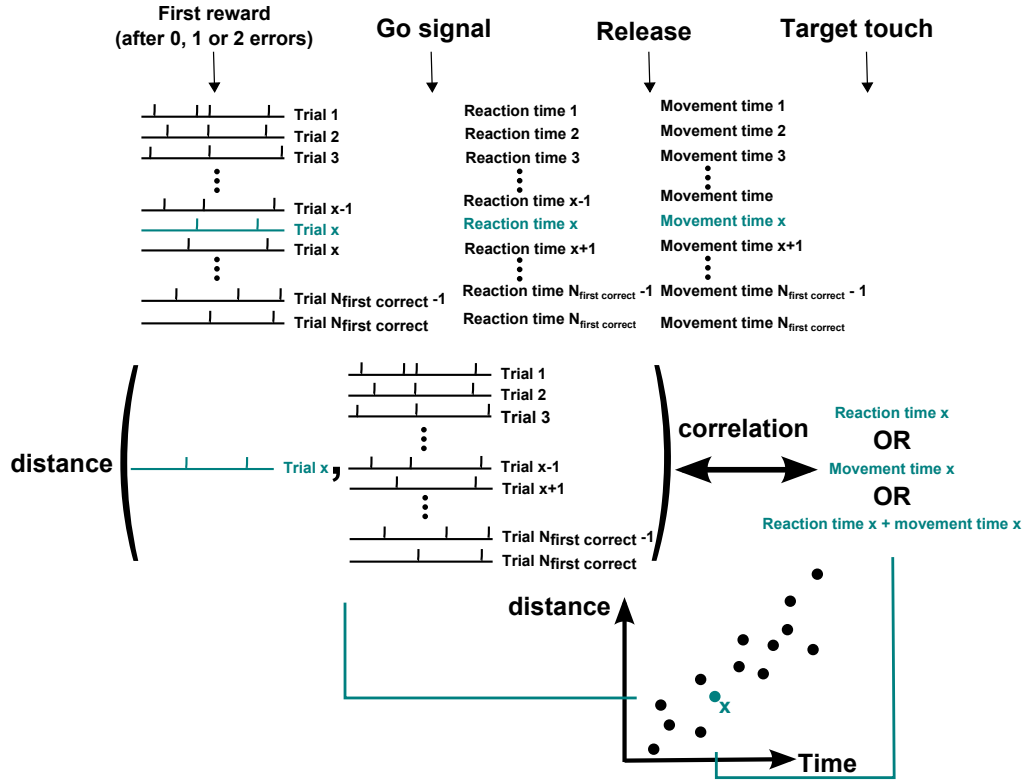 First reward
(after 0, 1 or 2 errors)
Go signal
Release
Target touch
Trial 1
Trial 2
Trial 3
Trial x-1
Trial x
Trial x
Trial Nfirst correct -1
Trial Nfirst correct
Reaction time 1
Reaction time 2
Reaction time 3
Reaction time x-1
Reaction time x
Reaction time x+1
Reaction time Nfirst correct -1
Reaction time Nfirst correct
Movement time 1
Movement time 2
Movement time 3
Movement time
Movement time x
Movement time x+1
Movement time Nfirst correct - 1
Movement time Nfirst correct
distance
Trial x
,
Trial 1
Trial 2
Trial 3
Trial x-1
Trial x+1
Trial Nfirst correct -1
Trial Nfirst correct
correlation
Reaction time x
OR
Movement time x
OR
Reaction time x + movement time x
distance
x
Time